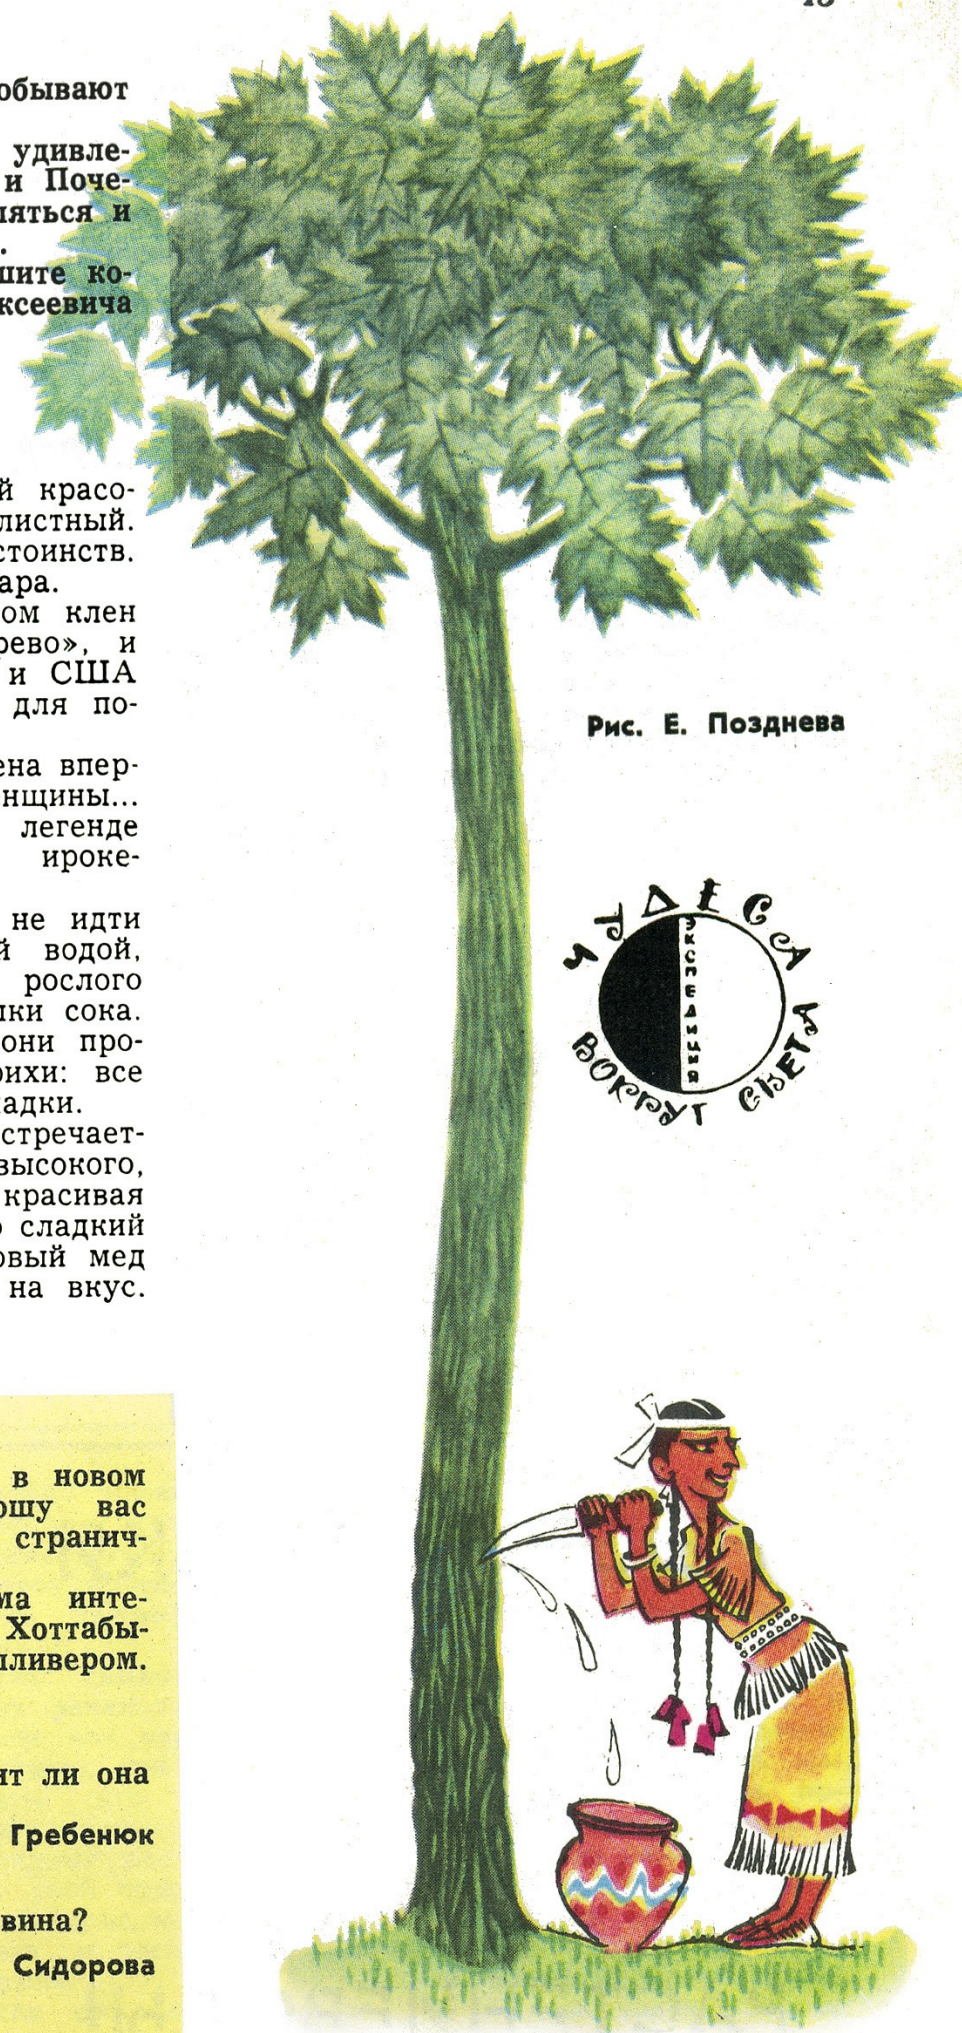 обывают
удивле-
и Поче-
ляться и
.
шите ко-
ксеевича
й красо-
листный.
стоинств.
ара.
ом клен
рево», и
и США
для по-
ена впер-
нщины...
легенде
ироке-
не идти
й водой,
рослого
лки сока.
они про-
рихи: все
ладки.
стречает-
высокого,
красивая
о сладкий
овый мед
на вкус.
Рис. Е. Позднева
ЧУДЕСА
ЭКСПЕДИЦИЯ
ВОКРУГ СВЕТА
в новом
ошу вас
странич-
ма инте-
Хоттабы-
лливером.
ит ли она
Гребенюк
вина?
Сидорова